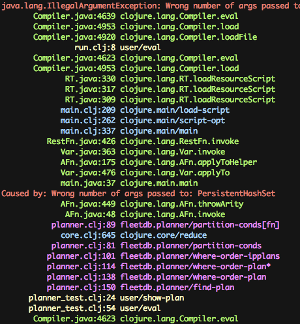 java.lang.IllegalArgumentException: Wrong number of args passed to
Compiler.java:4639 clojure.lang.Compiler.eval
Compiler.java:4953 clojure.lang.Compiler.load
Compiler.java:4920 clojure.lang.Compiler.loadFile
run.clj:8 user/eval
Compiler.java:4623 clojure.lang.Compiler.eval
Compiler.java:4953 clojure.lang.Compiler.load
RT.java:330 clojure.lang.RT.loadResourceScript
RT.java:317 clojure.lang.RT.loadResourceScript
RT.java:309 clojure.lang.RT.loadResourceScript
main.clj:209 clojure.main/load-script
main.clj:262 clojure.main/script-opt
main.clj:337 clojure.main/main
RestFn.java:426 clojure.lang.RestFn.invoke
Var.java:363 clojure.lang.Var.invoke
AFn.java:175 clojure.lang.AFn.applyToHelper
Var.java:476 clojure.lang.Var.applyTo
main.java:37 clojure.main.main
Caused by: Wrong number of args passed to: PersistentHashSet
AFn.java:449 clojure.lang.AFn.throwArity
AFn.java:48 clojure.lang.AFn.invoke
planner.clj:89 fleetdb.planner/partition-conds[fn]
core.clj:645 clojure.core/reduce
planner.clj:81 fleetdb.planner/partition-conds
planner.clj:101 fleetdb.planner/where-order-ipplans
planner.clj:114 fleetdb.planner/where-order-plan*
planner.clj:138 fleetdb.planner/where-order-plan
planner.clj:150 fleetdb.planner/find-plan
planner_test.clj:24 user/show-plan
planner_test.clj:54 user/eval
Compiler.java:4623 clojure.lang.Compiler.eval